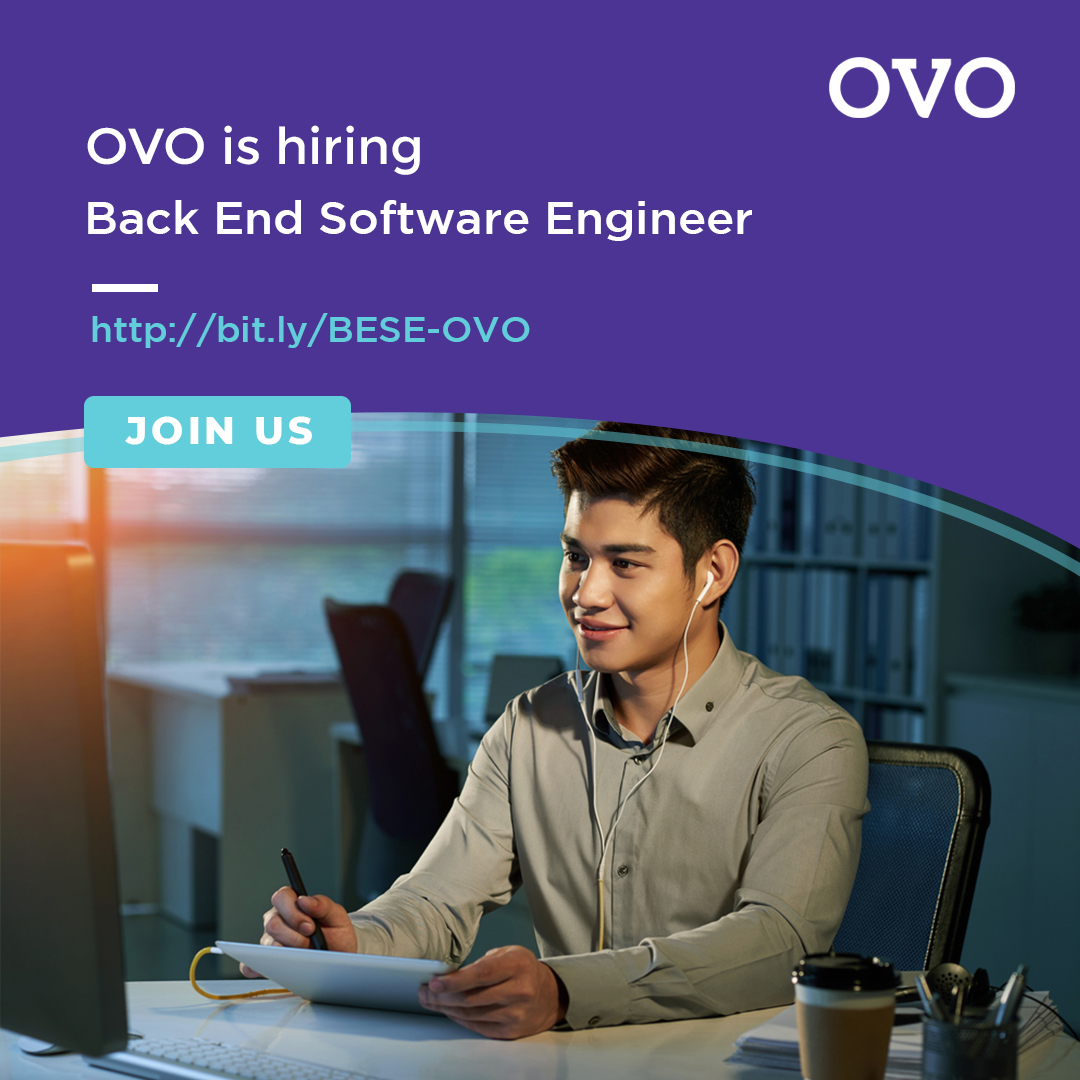 OVO
OVO is hiring
Back End Software Engineer
http://bit.ly/BESE-OVO
JOIN US